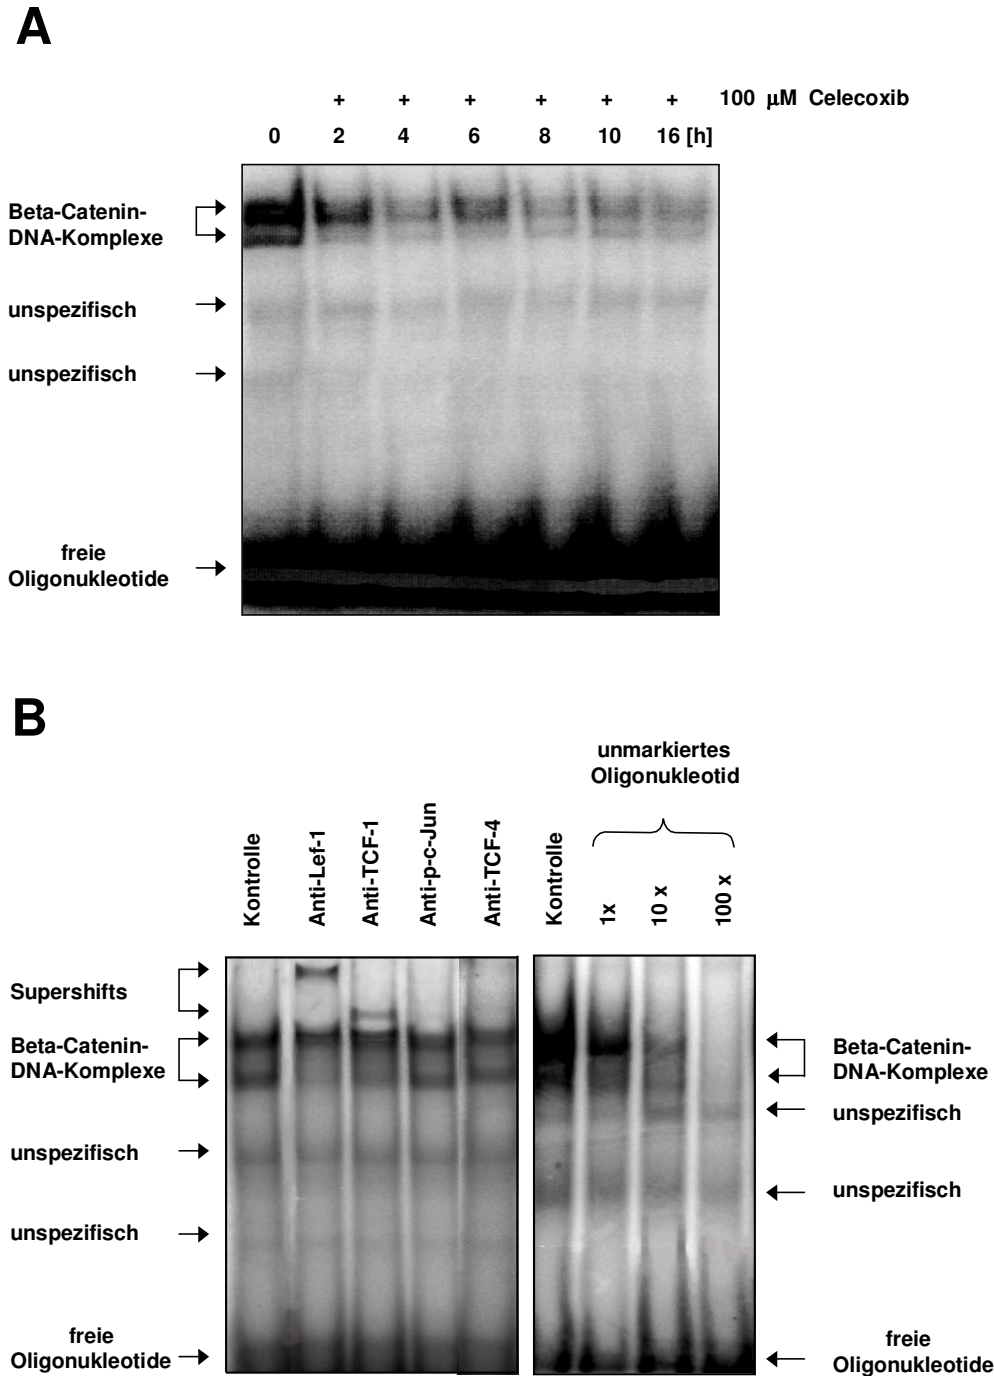 A
+ + + + + + 100 µM Celecoxib
0 2 4 6 8 10 16 [h]
Beta-Catenin-
DNA-Komplexe
unspezifisch
unspezifisch
freie
Oligonukleotide
B
unmarkiertes
Oligonukleotid
Kontrolle
Anti-Lef-1
Anti-TCF-1
Anti-p-c-Jun
Anti-TCF-4
Kontrolle
1x
10 x
100 x
Supershifts
Beta-Catenin-
DNA-Komplexe
unspezifisch
unspezifisch
freie
Oligonukleotide
Beta-Catenin-
DNA-Komplexe
unspezifisch
unspezifisch
freie
Oligonukleotide